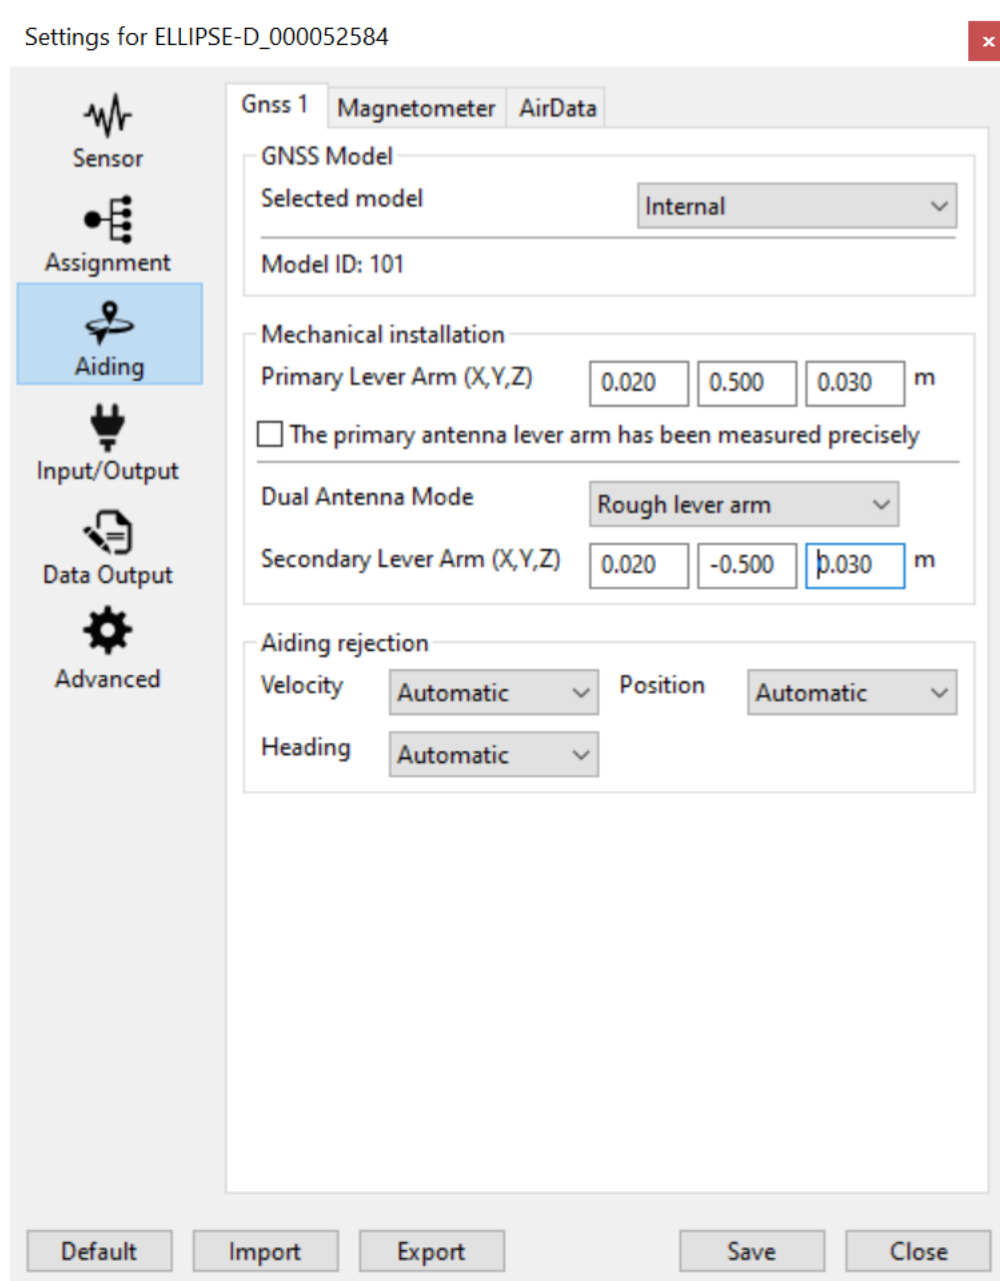 Settings for ELLIPSE-D_000052584
Sensor
Assignment
Aiding
Input/Output
Data Output
Advanced
Gnss 1 Magnetometer AirData
GNSS Model
Selected model Internal
Model ID: 101
Mechanical installation
Primary Lever Arm (X,Y,Z) 0.020 0.500 0.030 m
The primary antenna lever arm has been measured precisely
Dual Antenna Mode Rough lever arm
Secondary Lever Arm (X,Y,Z) 0.020 -0.500 0.030 m
Aiding rejection
Velocity Automatic Position Automatic
Heading Automatic
Default Import Export Save Close